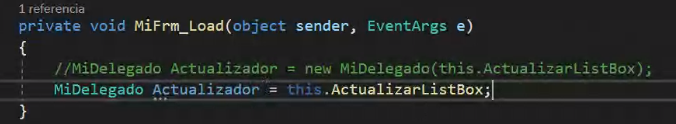 1 referencia
private void MiFrm_Load(object sender, EventArgs e)
{
//MiDelegado Actualizador = new MiDelegado(this.ActualizarListBox);
MiDelegado Actualizador = this.ActualizarListBox;
}